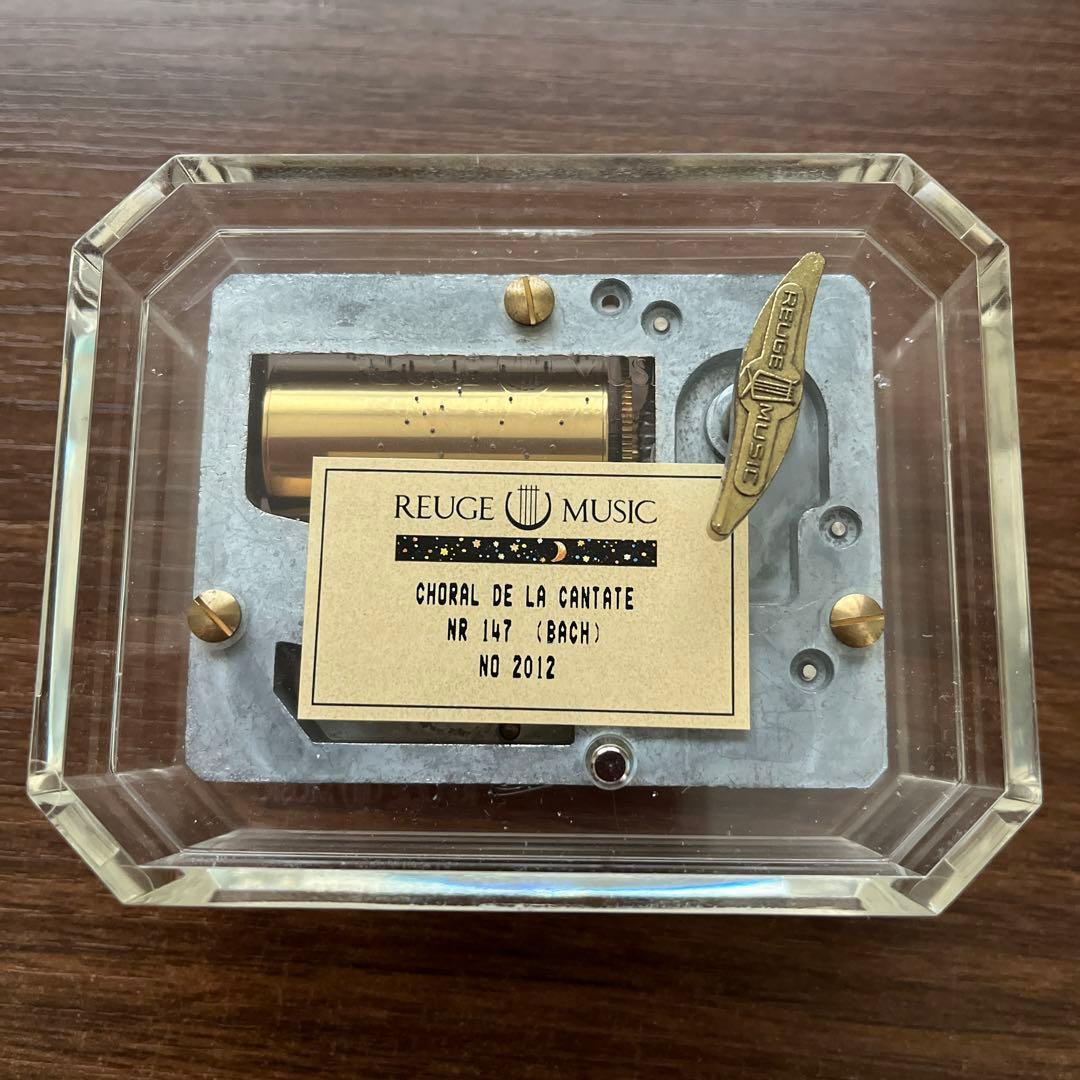 REUGE MUSIC
REUGE MUSIC
CHORAL DE LA CANTATE
NR 147 (BACH)
NO 2012